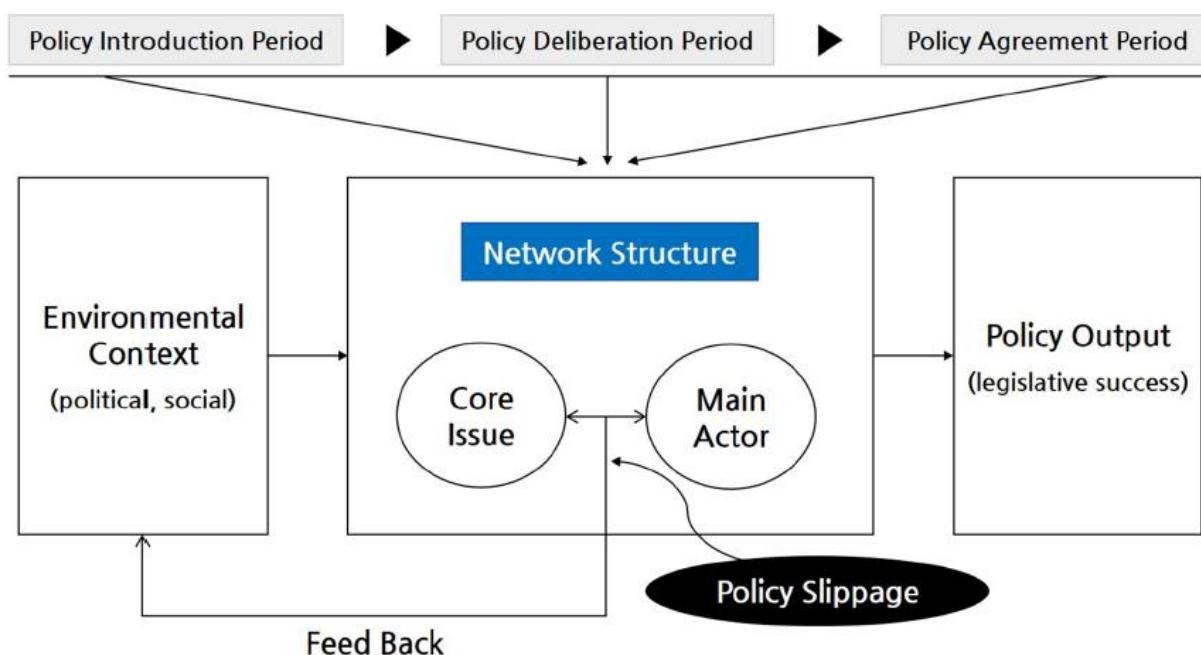 Policy Introduction Period
Policy Deliberation Period
Policy Agreement Period
Network Structure
Environmental
Context
(political, social)
Core
Issue
Main
Actor
Policy Output
(legislative success)
Policy Slippage
Feed Back